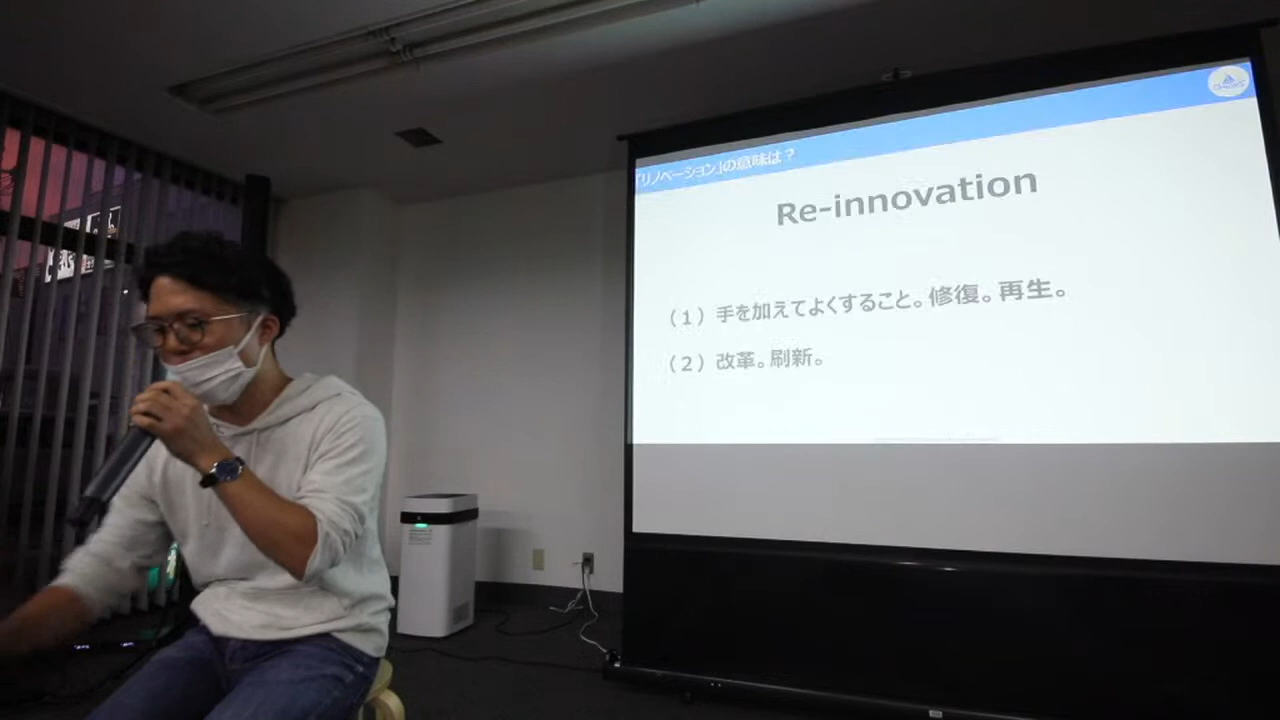 「リノベーション」の意味は？
Re-innovation
（１）手を加えてよくすること。修復。再生。
（２）改革。刷新。